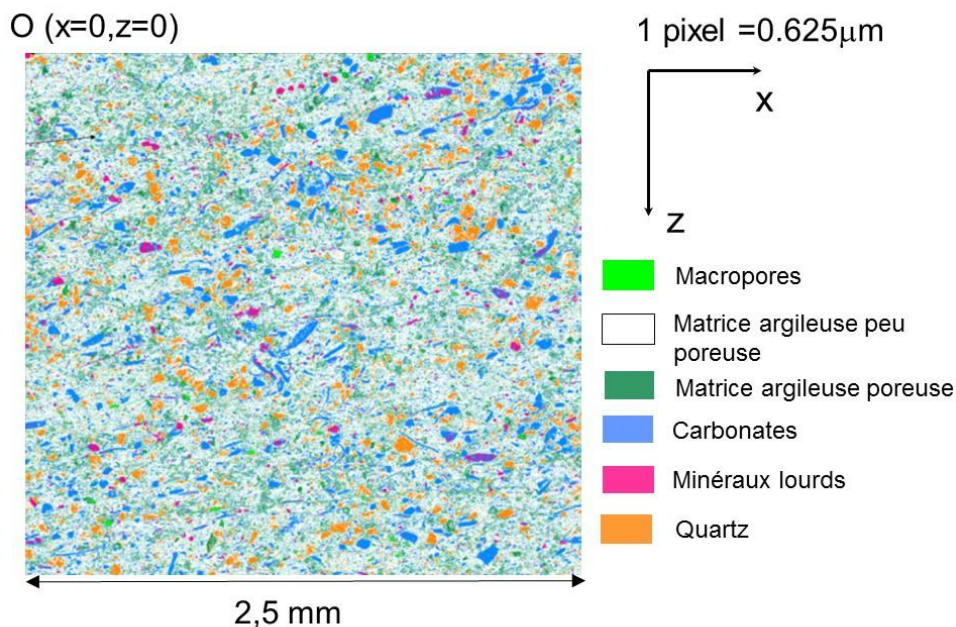 O (x=0,z=0)
1 pixel =0.625μm
x
z
Macropores
Matrice argileuse peu
poreuse
Matrice argileuse poreuse
Carbonates
Minéraux lourds
Quartz
2,5 mm